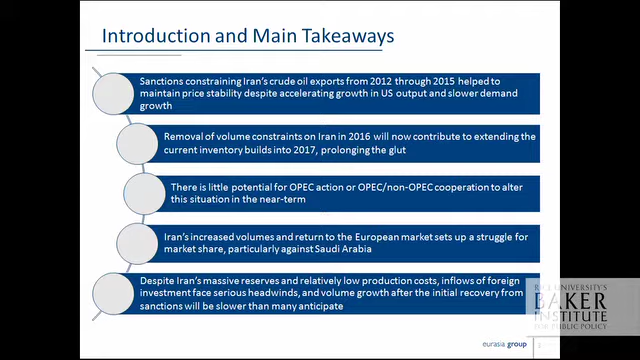 Introduction and Main Takeaways
Sanctions constraining Iran's crude oil exports from 2012 through 2015 helped to
maintain price stability despite accelerating growth in US output and slower demand
growth
Removal of volume constraints on Iran in 2016 will now contribute to extending the
current inventory builds into 2017, prolonging the glut
There is little potential for OPEC action or OPEC/non-OPEC cooperation to alter
this situation in the near-term
Iran's increased volumes and return to the European market sets up a struggle for
market share, particularly against Saudi Arabia
Despite Iran's massive reserves and relatively low production costs, inflows of foreign
investment face serious headwinds, and volume growth after the initial recovery from
sanctions will be slower than many anticipate
RICE UNIVERSITY'S
BAKER
INSTITUTE
FOR PUBLIC POLICY
eurasia group
2